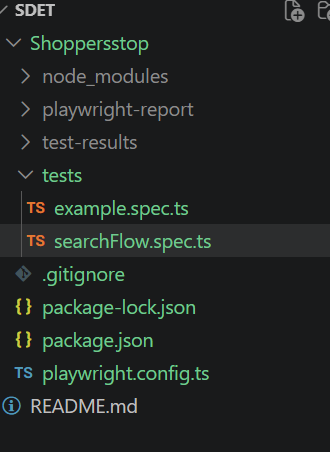 SDET
Shoppersstop
node_modules
playwright-report
test-results
tests
TS example.spec.ts
TS searchFlow.spec.ts
.gitignore
{} package-lock.json
{} package.json
TS playwright.config.ts
README.md